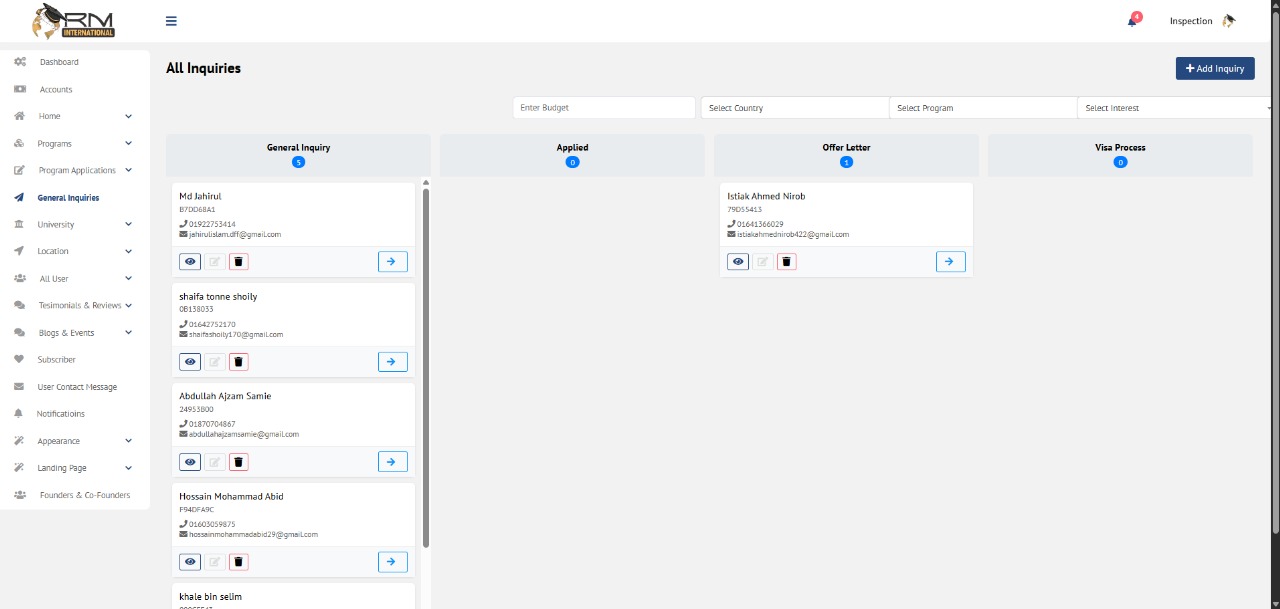 RM
INTERNATIONAL
4
Inspection
Dashboard
Accounts
Home
Programs
Program Applications
General Inquiries
University
Location
All User
Tesimonials & Reviews
Blogs & Events
Subscriber
User Contact Message
Notificatioins
Appearance
Landing Page
Founders & Co-Founders
All Inquiries
+ Add Inquiry
Enter Budget
Select Country
Select Program
Select Interest
General Inquiry
5
Md Jahirul
B7DD68A1
01922753414
jahirulislam.dff@gmail.com
shaifa tonne shoily
0B138033
01642752170
shaifashoily170@gmail.com
Abdullah Ajzam Samie
24953B00
01870704867
abdullahajzamsamie@gmail.com
Hossain Mohammad Abid
F94DFA9C
01603059875
hossainmohammadabid29@gmail.com
khale bin selim
Applied
0
Offer Letter
1
Istiak Ahmed Nirob
79D55413
01641366029
istiakahmednirob422@gmail.com
Visa Process
0